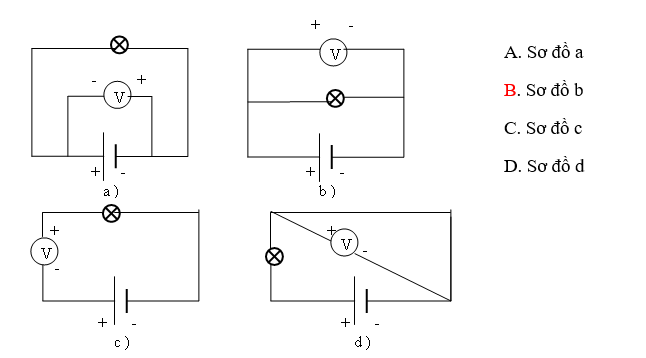 + -
V
- +
V
+ -
a )
+ -
b )
A. Sơ đồ a
B. Sơ đồ b
C. Sơ đồ c
D. Sơ đồ d
+
V
-
+ -
c )
+
V
-
+ -
d )